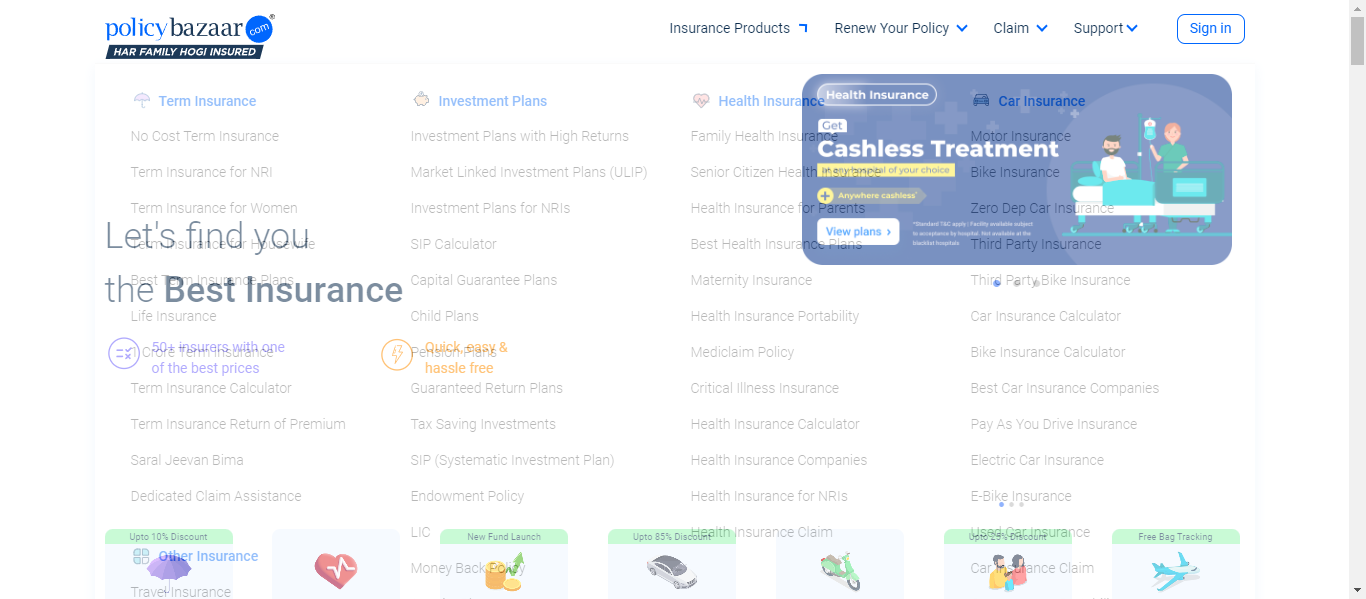 policybazaar.com®
HAR FAMILY HOGI INSURED
Insurance Products
Renew Your Policy
Claim
Support
Sign in
Term Insurance
No Cost Term Insurance
Term Insurance for NRI
Term Insurance for Women
Term Insurance for Housewife
Best Term Insurance Plans
Life Insurance
1 Crore Term Insurance
Term Insurance Calculator
Term Insurance Return of Premium
Saral Jeevan Bima
Dedicated Claim Assistance
Other Insurance
Travel Insurance
Investment Plans
Investment Plans with High Returns
Market Linked Investment Plans (ULIP)
Investment Plans for NRIs
SIP Calculator
Capital Guarantee Plans
Child Plans
Pension Plans
Guaranteed Return Plans
Tax Saving Investments
SIP (Systematic Investment Plan)
Endowment Policy
LIC
Money Back Policy
Health Insurance
Family Health Insurance
Senior Citizen Health Insurance
Health Insurance for Parents
Best Health Insurance Plans
Maternity Insurance
Health Insurance Portability
Mediclaim Policy
Critical Illness Insurance
Health Insurance Calculator
Health Insurance Companies
Health Insurance for NRIs
Health Insurance Claim
Car Insurance
Motor Insurance
Bike Insurance
Zero Dep Car Insurance
Third Party Insurance
Third Party Bike Insurance
Car Insurance Calculator
Bike Insurance Calculator
Best Car Insurance Companies
Pay As You Drive Insurance
Electric Car Insurance
E-Bike Insurance
Used Car Insurance
Car Insurance Claim
Let's find you
the Best Insurance
50+ insurers with one
of the best prices
Quick, easy &
hassle free
Health Insurance
Get
Cashless Treatment
in any hospital of your choice
Anywhere cashless*
View plans ›
*Standard T&C apply : Facility available subject
to acceptance by hospital. Not available at the
blacklist hospitals
Upto 10% Discount
New Fund Launch
Upto 85% Discount
Upto 25% Discount
Free Bag Tracking